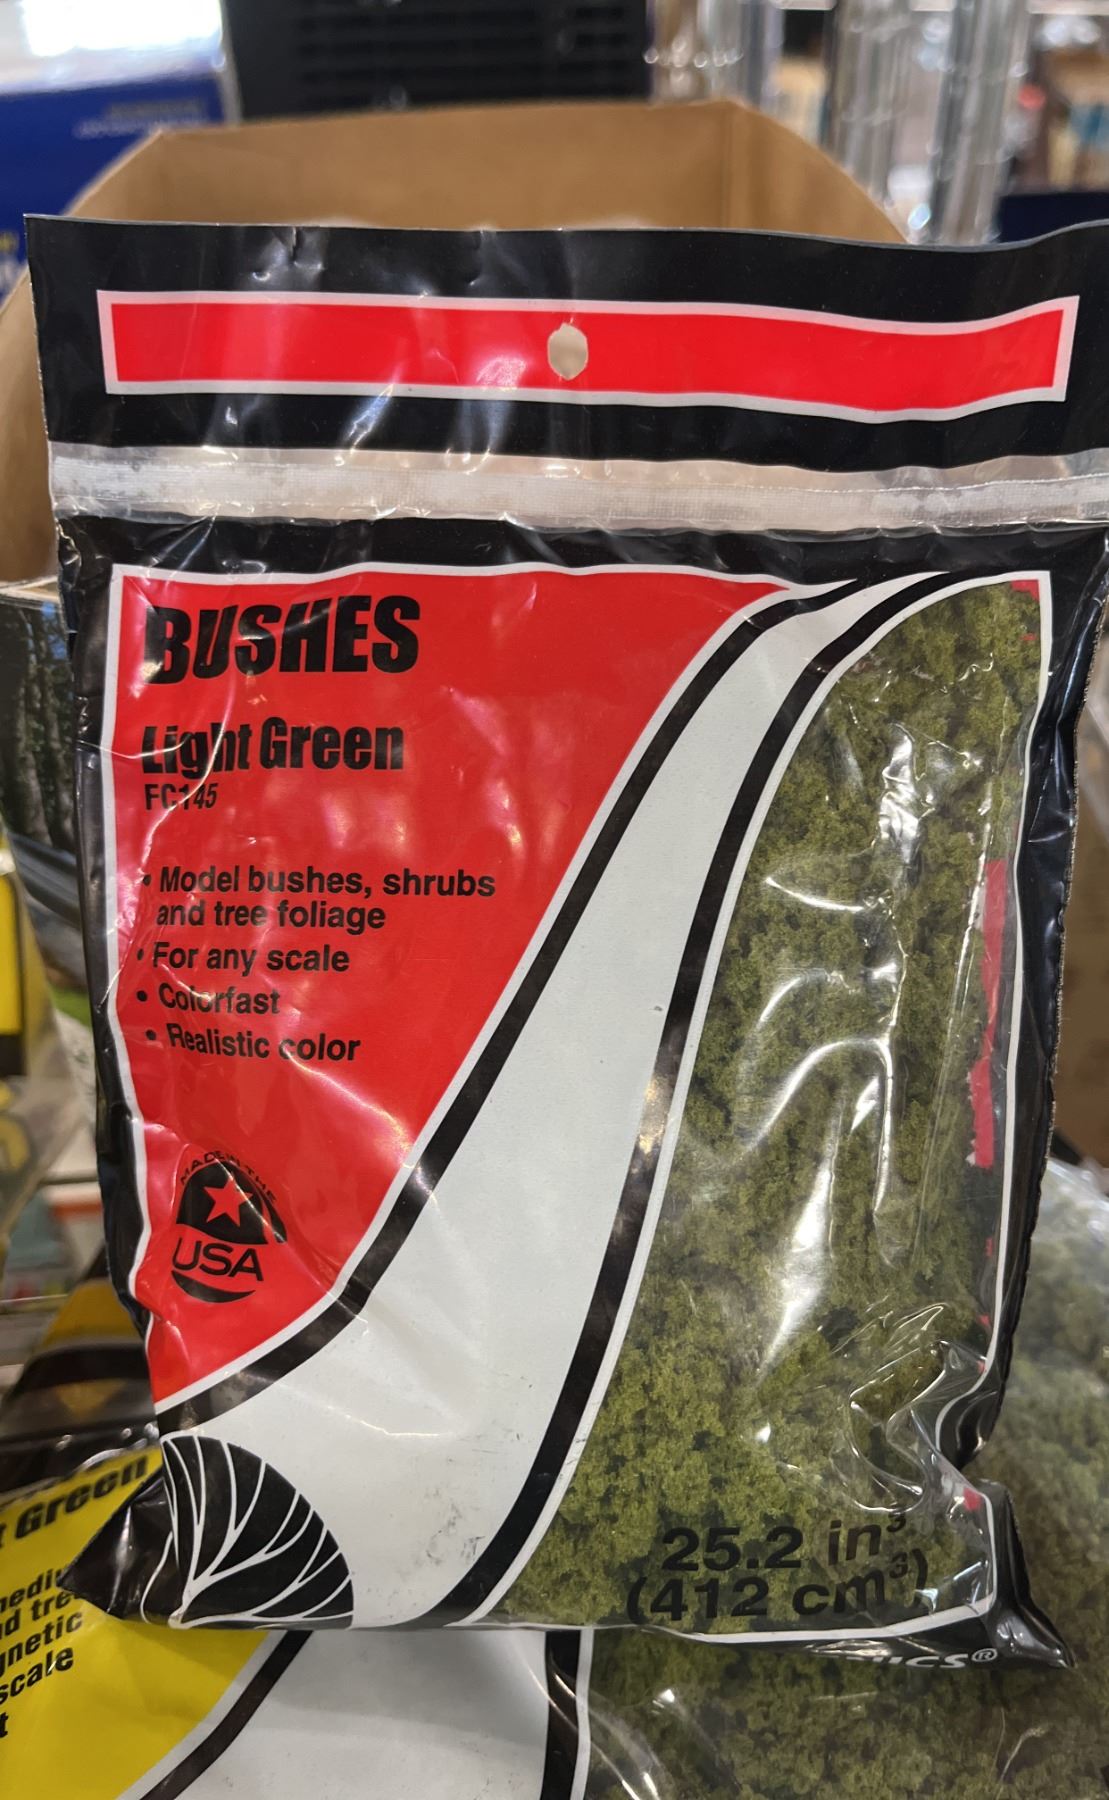 BUSHES
Light Green
FC145
• Model bushes, shrubs
and tree foliage
• For any scale
• Colorfast
• Realistic color
MADE IN THE
USA
25.2 in³
(412 cm³)
Green
scale